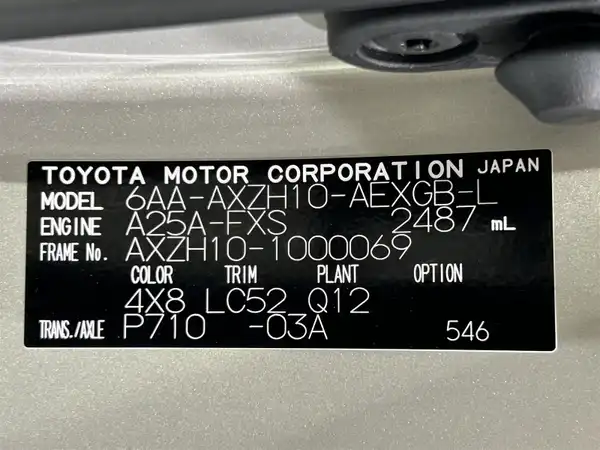 TOYOTA MOTOR CORPORATION JAPAN
MODEL 6AA-AXZH10-AEXGB-L
ENGINE A25A-FXS 2487 mL
FRAME No. AXZH10-1000069
COLOR TRIM PLANT OPTION
4X8 LC52 Q12
TRANS./AXLE P710 -03A 546